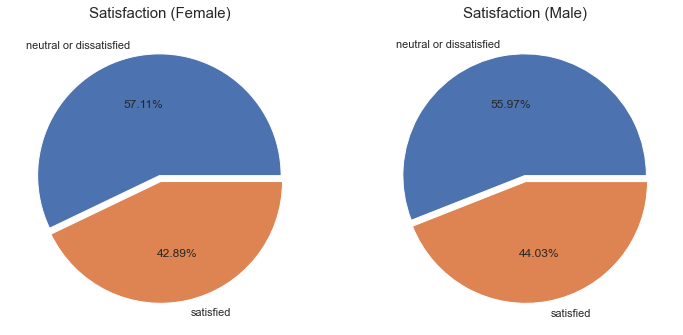 Satisfaction (Female)
neutral or dissatisfied
57.11%
42.89%
satisfied
Satisfaction (Male)
neutral or dissatisfied
55.97%
44.03%
satisfied